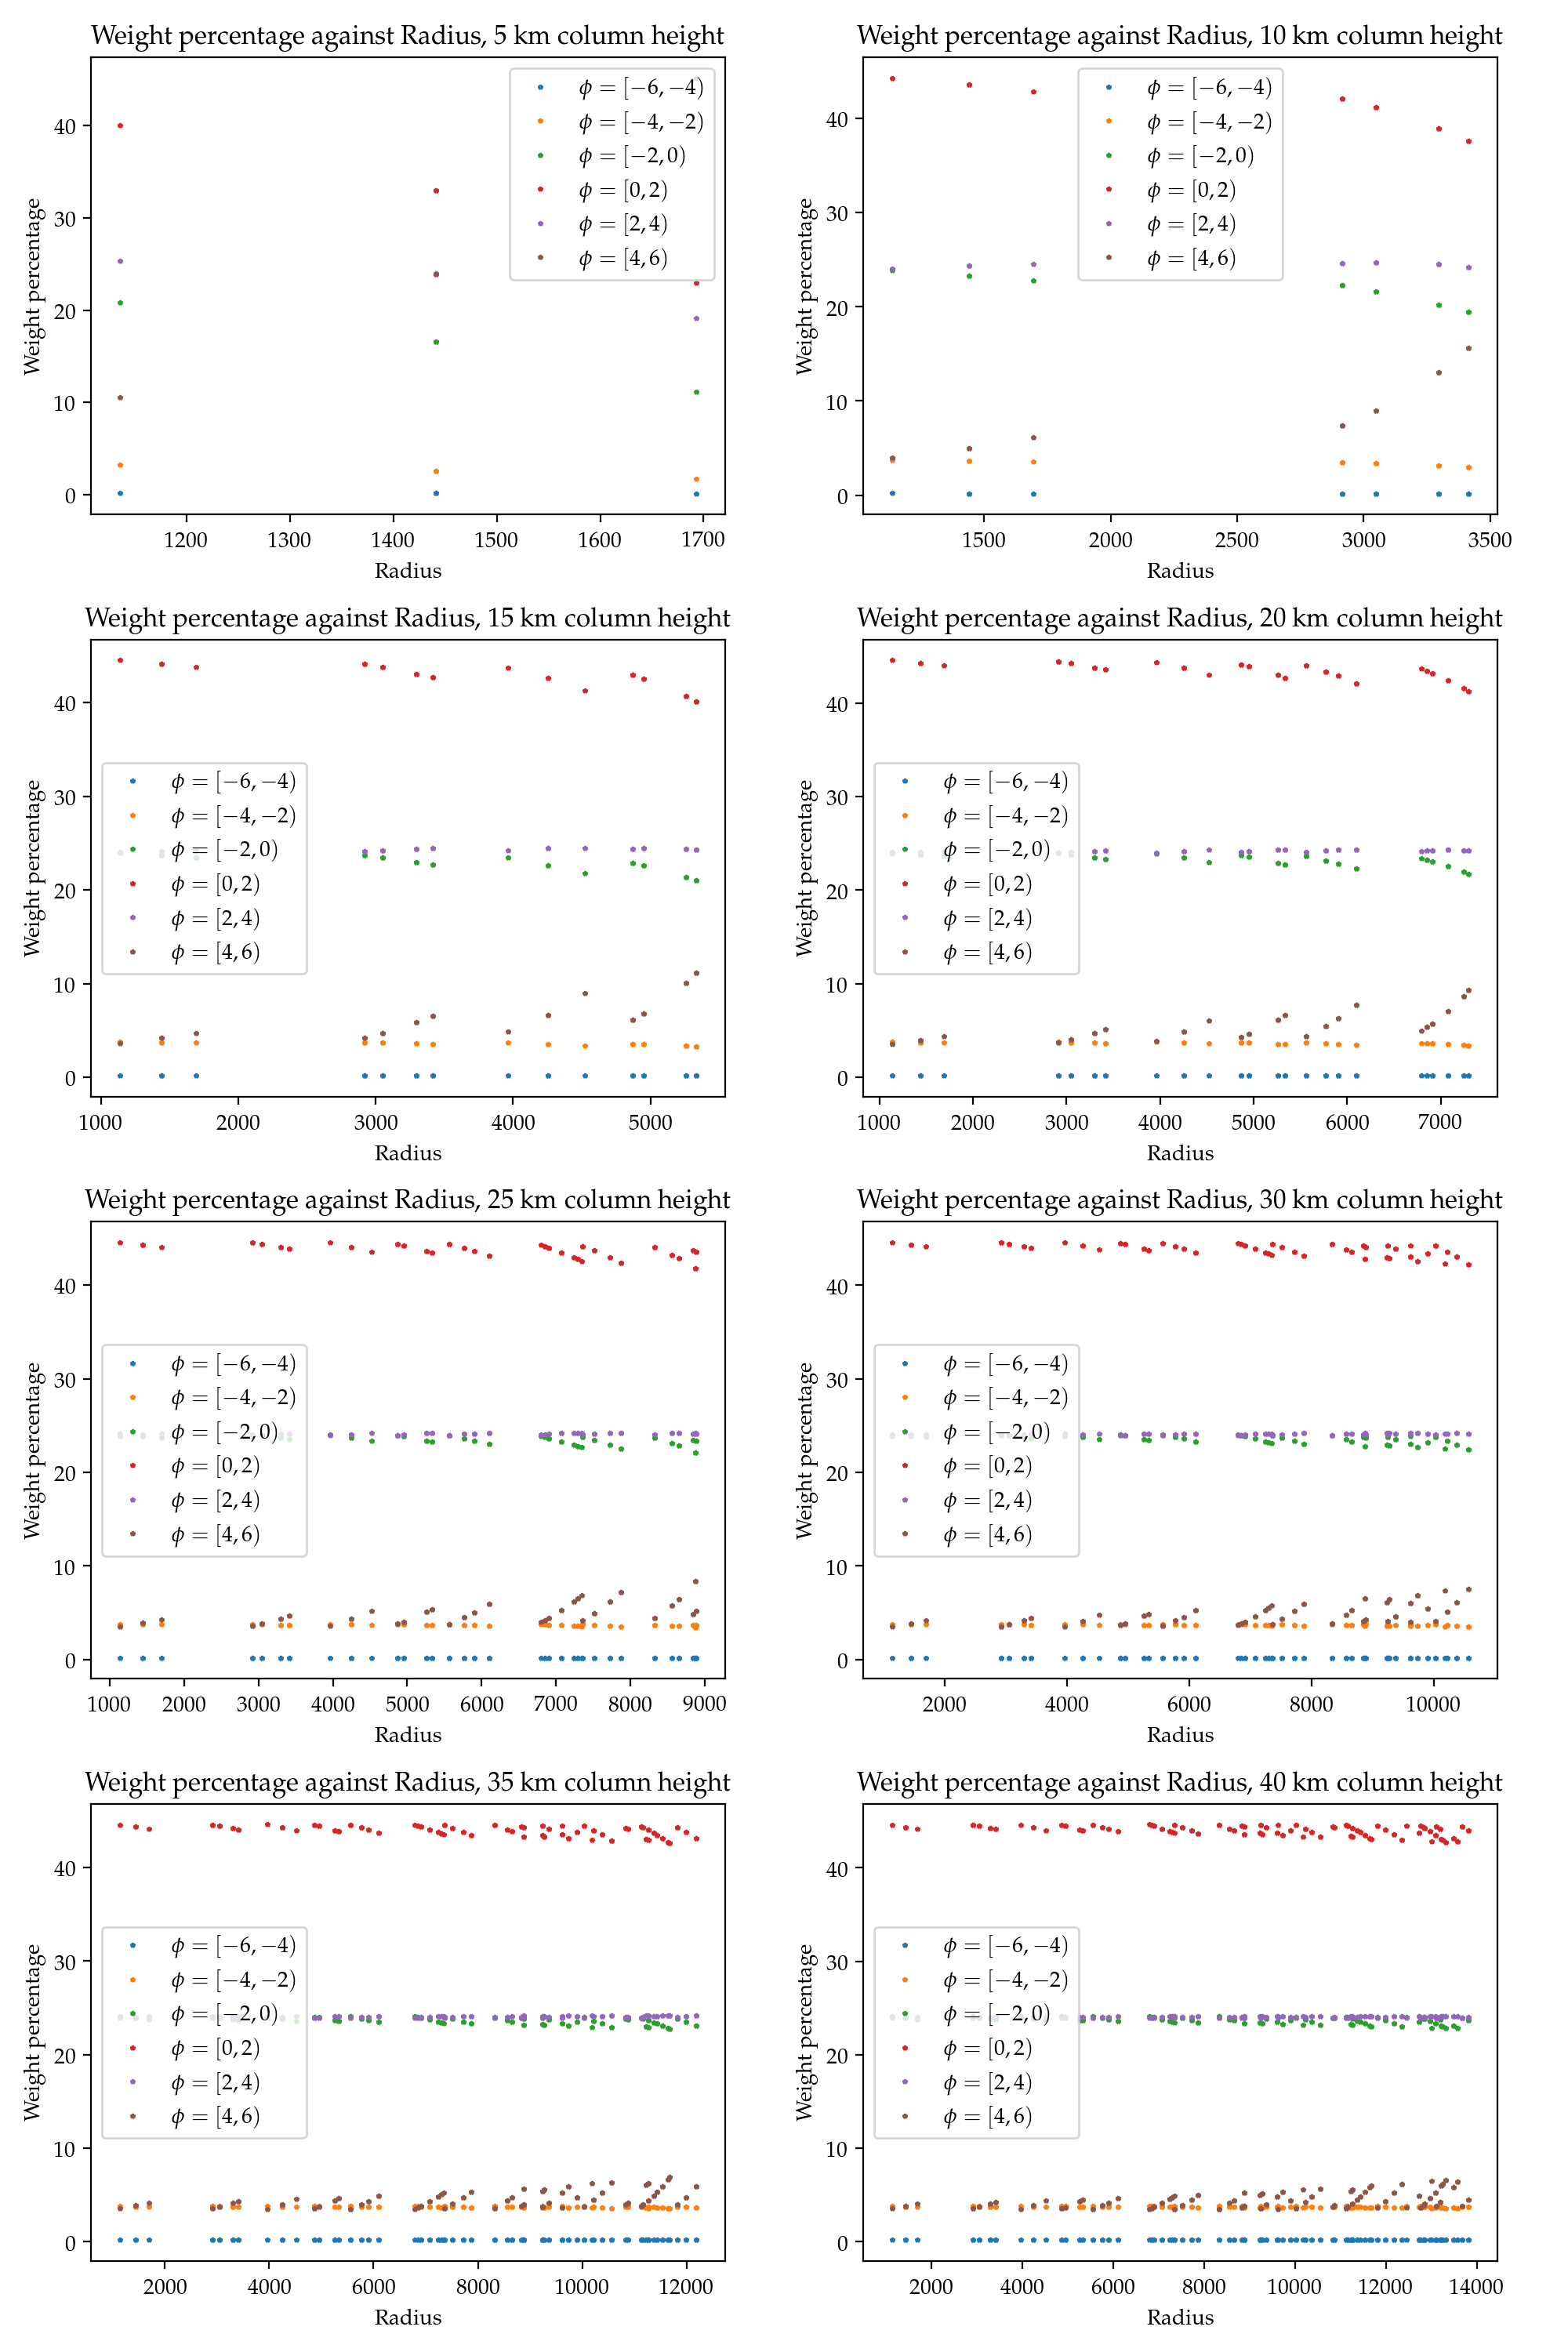 Weight percentage against Radius, 5 km column height
Weight percentage
40
30
20
10
0
1200 1300 1400 1500 1600 1700
Radius
ϕ = [−6, −4)
ϕ = [−4, −2)
ϕ = [−2, 0)
ϕ = [0, 2)
ϕ = [2, 4)
ϕ = [4, 6)
Weight percentage against Radius, 10 km column height
Weight percentage
40
30
20
10
0
1500 2000 2500 3000 3500
Radius
ϕ = [−6, −4)
ϕ = [−4, −2)
ϕ = [−2, 0)
ϕ = [0, 2)
ϕ = [2, 4)
ϕ = [4, 6)
Weight percentage against Radius, 15 km column height
Weight percentage
40
30
20
10
0
1000 2000 3000 4000 5000
Radius
ϕ = [−6, −4)
ϕ = [−4, −2)
ϕ = [−2, 0)
ϕ = [0, 2)
ϕ = [2, 4)
ϕ = [4, 6)
Weight percentage against Radius, 20 km column height
Weight percentage
40
30
20
10
0
1000 2000 3000 4000 5000 6000 7000
Radius
ϕ = [−6, −4)
ϕ = [−4, −2)
ϕ = [−2, 0)
ϕ = [0, 2)
ϕ = [2, 4)
ϕ = [4, 6)
Weight percentage against Radius, 25 km column height
Weight percentage
40
30
20
10
0
1000 2000 3000 4000 5000 6000 7000 8000 9000
Radius
ϕ = [−6, −4)
ϕ = [−4, −2)
ϕ = [−2, 0)
ϕ = [0, 2)
ϕ = [2, 4)
ϕ = [4, 6)
Weight percentage against Radius, 30 km column height
Weight percentage
40
30
20
10
0
2000 4000 6000 8000 10000
Radius
ϕ = [−6, −4)
ϕ = [−4, −2)
ϕ = [−2, 0)
ϕ = [0, 2)
ϕ = [2, 4)
ϕ = [4, 6)
Weight percentage against Radius, 35 km column height
Weight percentage
40
30
20
10
0
2000 4000 6000 8000 10000 12000
Radius
ϕ = [−6, −4)
ϕ = [−4, −2)
ϕ = [−2, 0)
ϕ = [0, 2)
ϕ = [2, 4)
ϕ = [4, 6)
Weight percentage against Radius, 40 km column height
Weight percentage
40
30
20
10
0
2000 4000 6000 8000 10000 12000 14000
Radius
ϕ = [−6, −4)
ϕ = [−4, −2)
ϕ = [−2, 0)
ϕ = [0, 2)
ϕ = [2, 4)
ϕ = [4, 6)